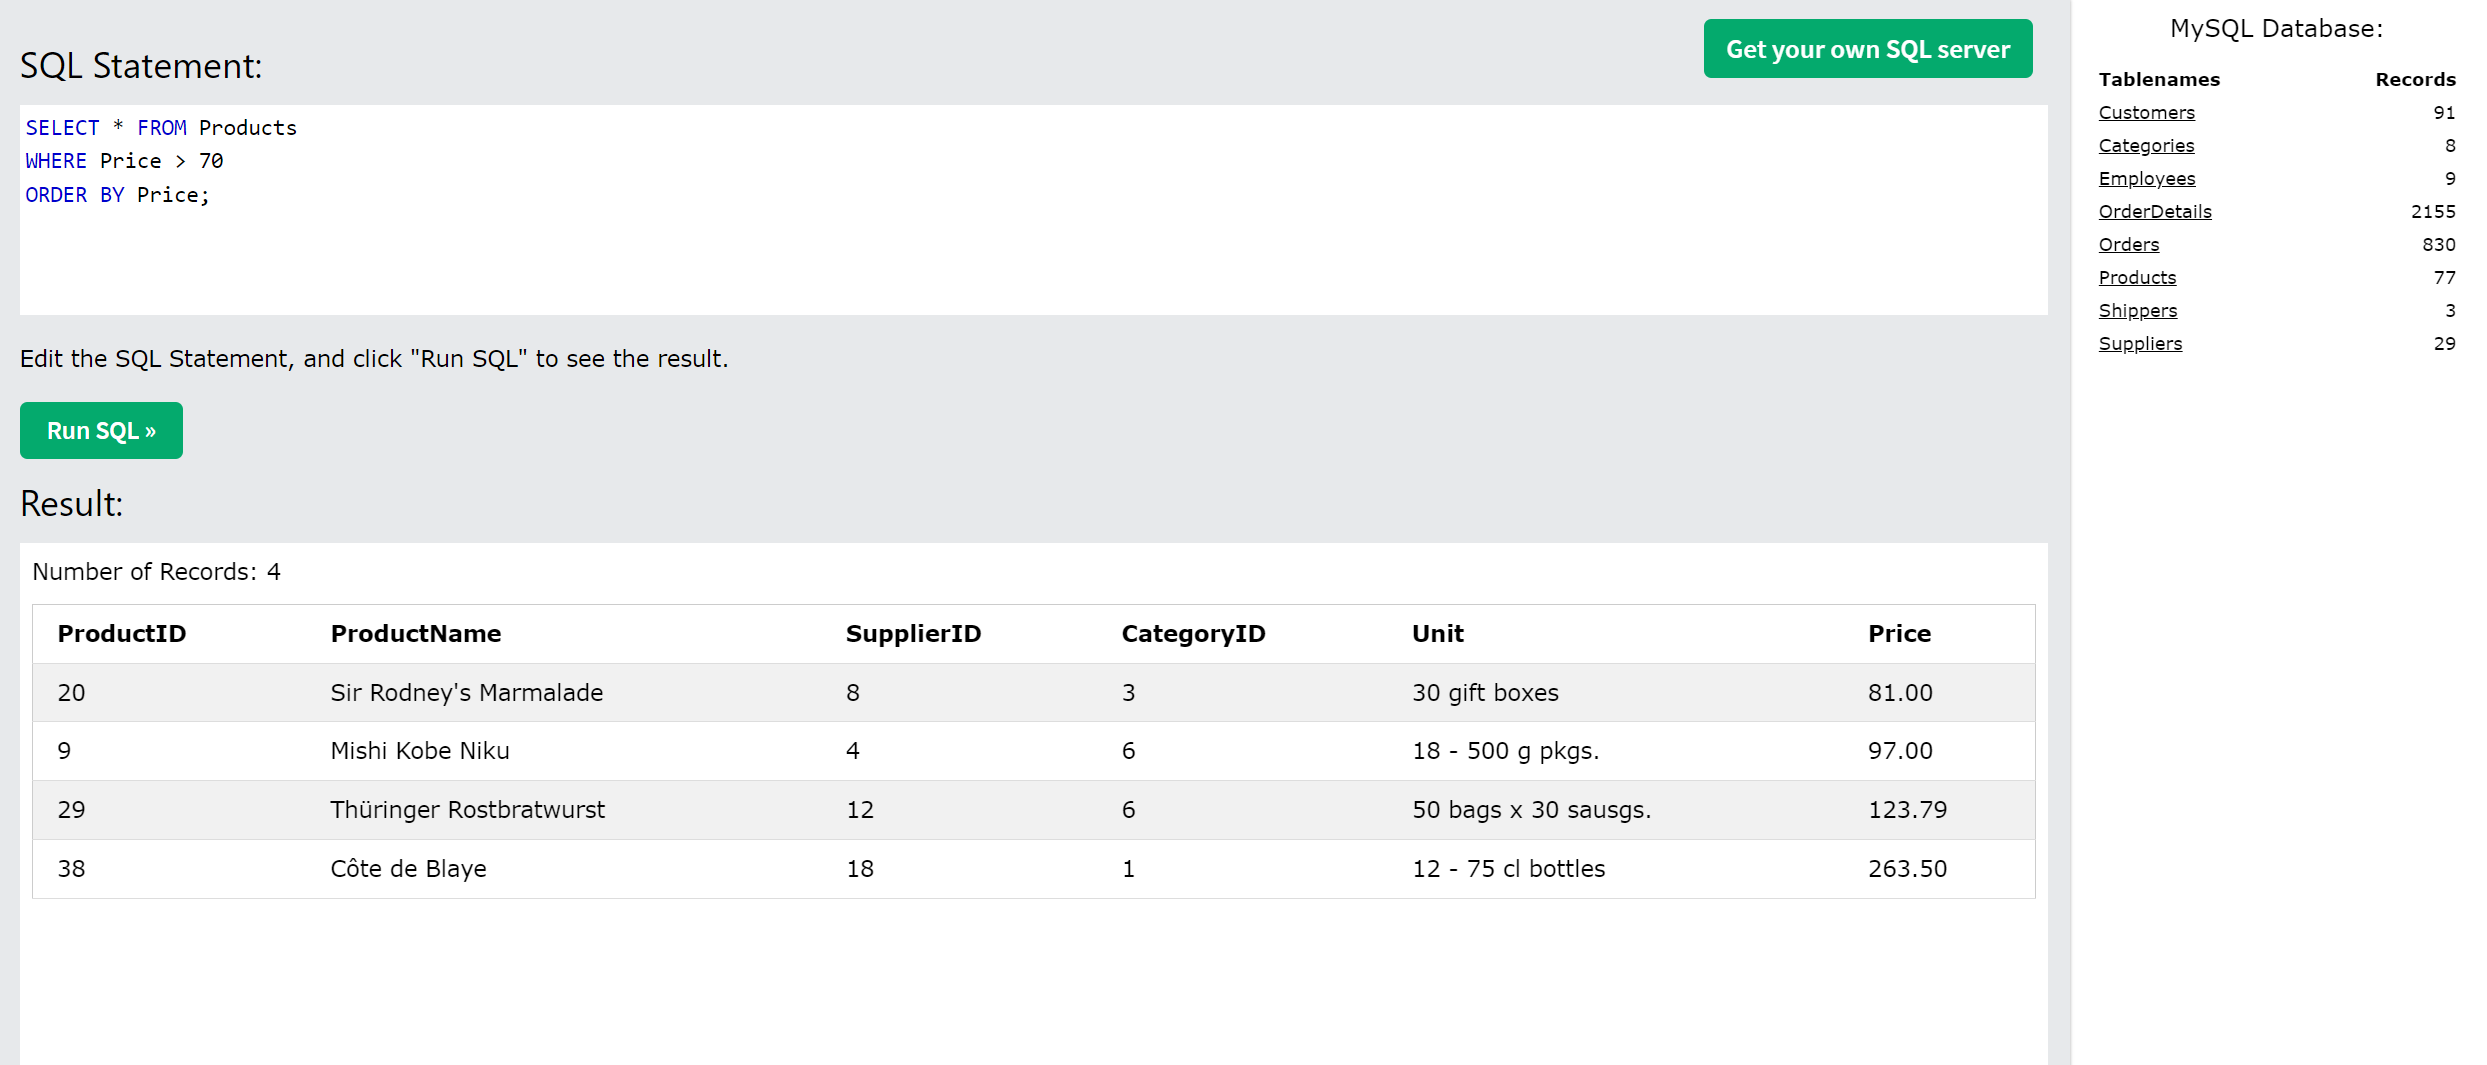 SQL Statement:
Get your own SQL server
SELECT * FROM Products
WHERE Price > 70
ORDER BY Price;
Edit the SQL Statement, and click "Run SQL" to see the result.
Run SQL »
Result:
Number of Records: 4
ProductID ProductName SupplierID CategoryID Unit Price
20 Sir Rodney's Marmalade 8 3 30 gift boxes 81.00
9 Mishi Kobe Niku 4 6 18 - 500 g pkgs. 97.00
29 Thüringer Rostbratwurst 12 6 50 bags x 30 sausgs. 123.79
38 Côte de Blaye 18 1 12 - 75 cl bottles 263.50
MySQL Database:
Tablenames Records
Customers 91
Categories 8
Employees 9
OrderDetails 2155
Orders 830
Products 77
Shippers 3
Suppliers 29